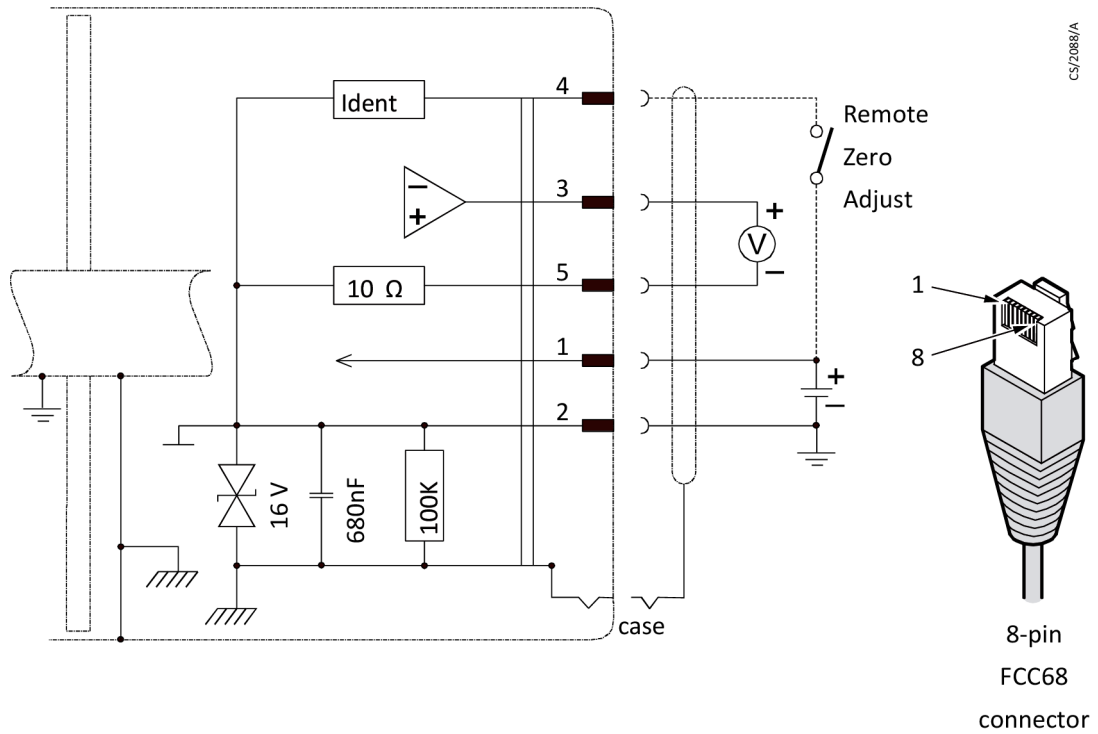 CS/2088/A
4
Ident
Remote
Zero
Adjust
3
−
+
+
V
−
5
10 Ω
1
+
−
2
16 V
680nF
100K
case
1
8
8-pin
FCC68
connector